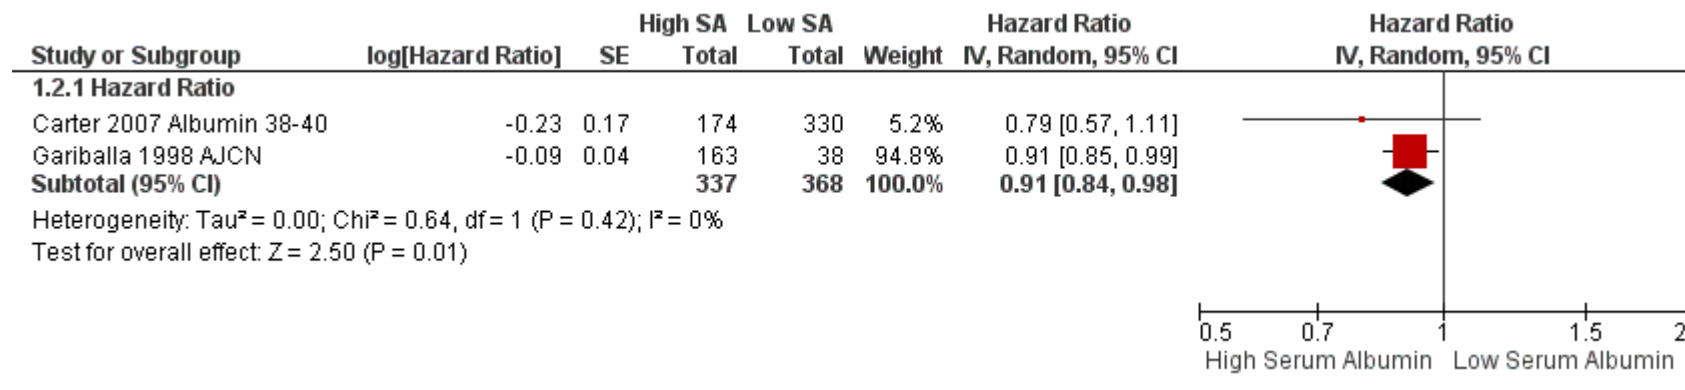 High SA Low SA Hazard Ratio Hazard Ratio
Study or Subgroup log[Hazard Ratio] SE Total Total Weight IV, Random, 95% CI IV, Random, 95% CI
1.2.1 Hazard Ratio
Carter 2007 Albumin 38-40 -0.23 0.17 174 330 5.2% 0.79 [0.57, 1.11]
Gariballa 1998 AJCN -0.09 0.04 163 38 94.8% 0.91 [0.85, 0.99]
Subtotal (95% CI) 337 368 100.0% 0.91 [0.84, 0.98]
Heterogeneity: Tau² = 0.00; Chi² = 0.64, df = 1 (P = 0.42); I² = 0%
Test for overall effect: Z = 2.50 (P = 0.01)
0.5 0.7 1 1.5 2
High Serum Albumin Low Serum Albumin